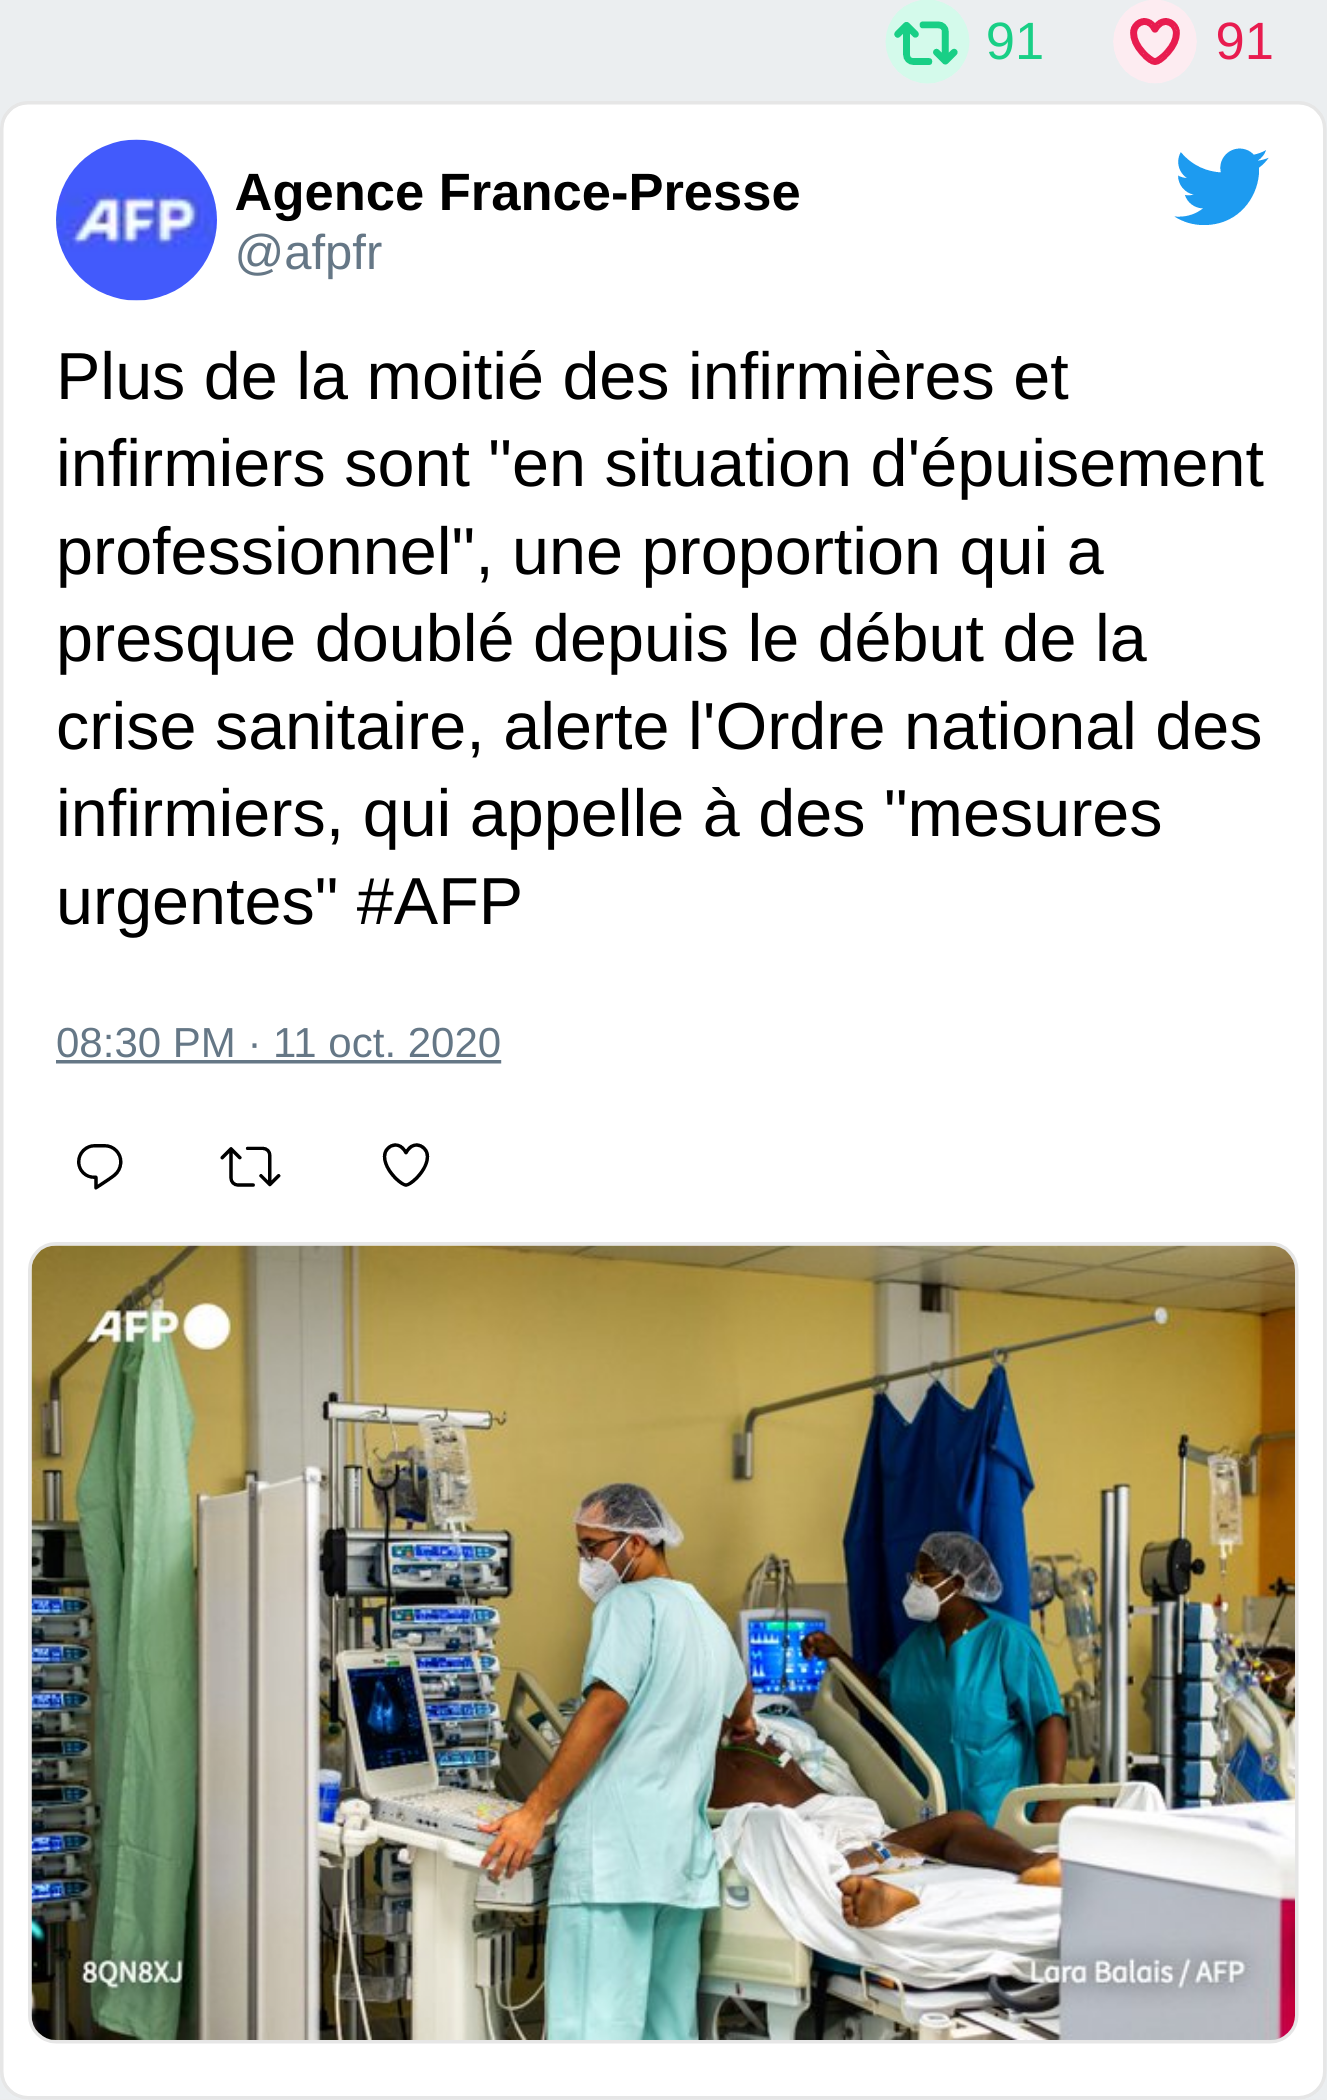 91 91
AFP
Agence France-Presse
@afpfr
Plus de la moitié des infirmières et
infirmiers sont "en situation d'épuisement
professionnel", une proportion qui a
presque doublé depuis le début de la
crise sanitaire, alerte l'Ordre national des
infirmiers, qui appelle à des "mesures
urgentes" #AFP
08:30 PM · 11 oct. 2020
AFP
8QN8XJ
Lara Balais / AFP